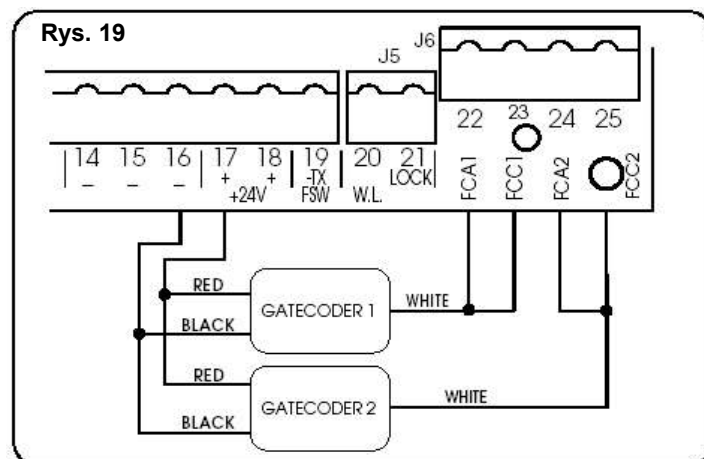 Rys. 19
J5
J6
14 15 16 17 18 19 20 21 22 23 24 25
– – – + + -TX LOCK
+24V FSW W.L.
FCA1 FCC1 FCA2 FCC2
RED
GATECODER 1
WHITE
BLACK
RED
GATECODER 2
WHITE
BLACK